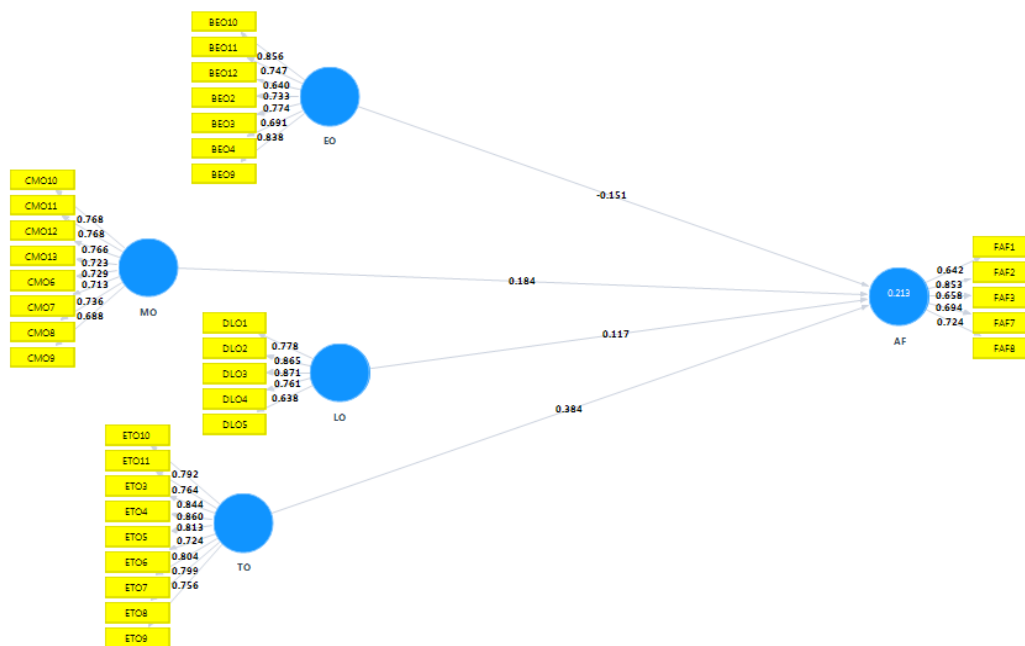 BEO10
BEO11
BEO12
BEO2
BEO3
BEO4
BEO9
0.856
0.747
0.640
0.733
0.774
0.691
0.838
EO
-0.151
CMO10
CMO11
CMO12
CMO13
CMO6
CMO7
CMO8
CMO9
0.768
0.768
0.766
0.723
0.729
0.713
0.736
0.688
MO
0.184
DLO1
DLO2
DLO3
DLO4
DLO5
0.778
0.865
0.871
0.761
0.638
LO
0.117
ETO10
ETO11
ETO3
ETO4
ETO5
ETO6
ETO7
ETO8
ETO9
0.792
0.764
0.844
0.860
0.813
0.724
0.804
0.799
0.756
TO
0.384
0.213
AF
0.642
0.853
0.658
0.694
0.724
FAF1
FAF2
FAF3
FAF7
FAF8